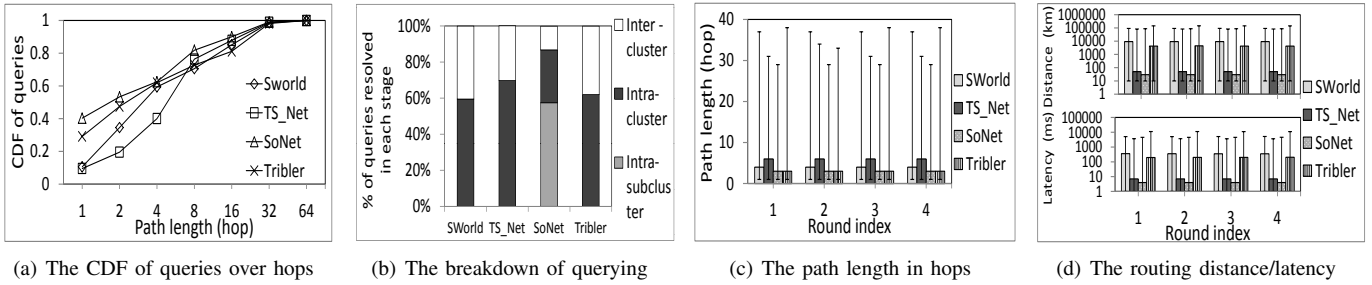 CDF of queries
1
0.8
0.6
0.4
0.2
0
1 2 4 8 16 32 64
Path length (hop)
Sworld
TS_Net
SoNet
Tribler
(a) The CDF of queries over hops
% of queries resolved
in each stage
100%
80%
60%
40%
20%
0%
SWorld TS_Net SoNet Tribler
Inter-
cluster
Intra-
cluster
Intra-
subclus
ter
(b) The breakdown of querying
Path length (hop)
40
30
20
10
0
1 2 3 4
Round index
SWorld
TS_Net
SoNet
Tribler
(c) The path length in hops
Latency (ms) Distance (km)
1000000
100000
10000
1000
100
10
1
100000
10000
1000
100
10
1
1 2 3 4
Round index
SWorld
TS_Net
SoNet
Tribler
(d) The routing distance/latency